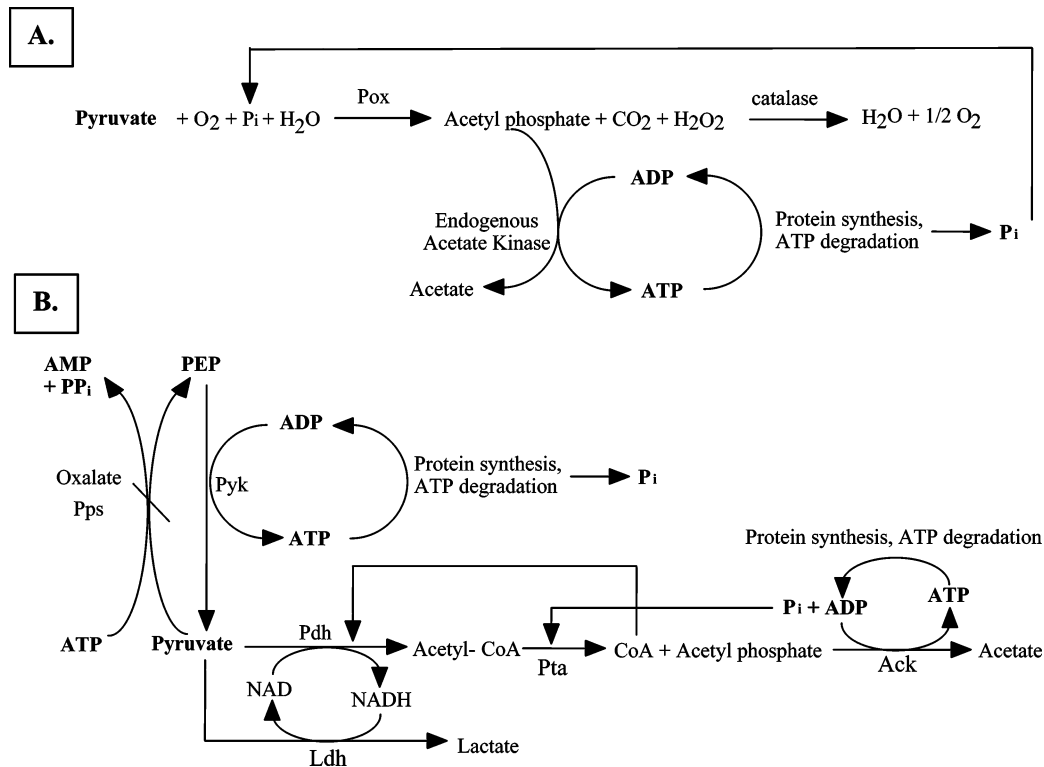 A.
Pyruvate + O2 + Pi + H2O
Pox
Acetyl phosphate + CO2 + H2O2
catalase
H2O + 1/2 O2
ADP
Endogenous
Acetate Kinase
Protein synthesis,
ATP degradation
Pi
Acetate
ATP
B.
AMP
+ PPi
PEP
ADP
Oxalate
Pps
Pyk
Protein synthesis,
ATP degradation
Pi
ATP
Protein synthesis, ATP degradation
Pi + ADP
ATP
ATP
Pyruvate
Pdh
Acetyl- CoA
Pta
CoA + Acetyl phosphate
Ack
Acetate
NAD
NADH
Ldh
Lactate